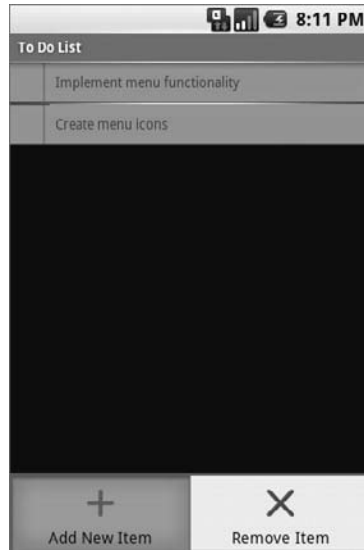 8:11 PM
To Do List
Implement menu functionality
Create menu icons
Add New Item
Remove Item